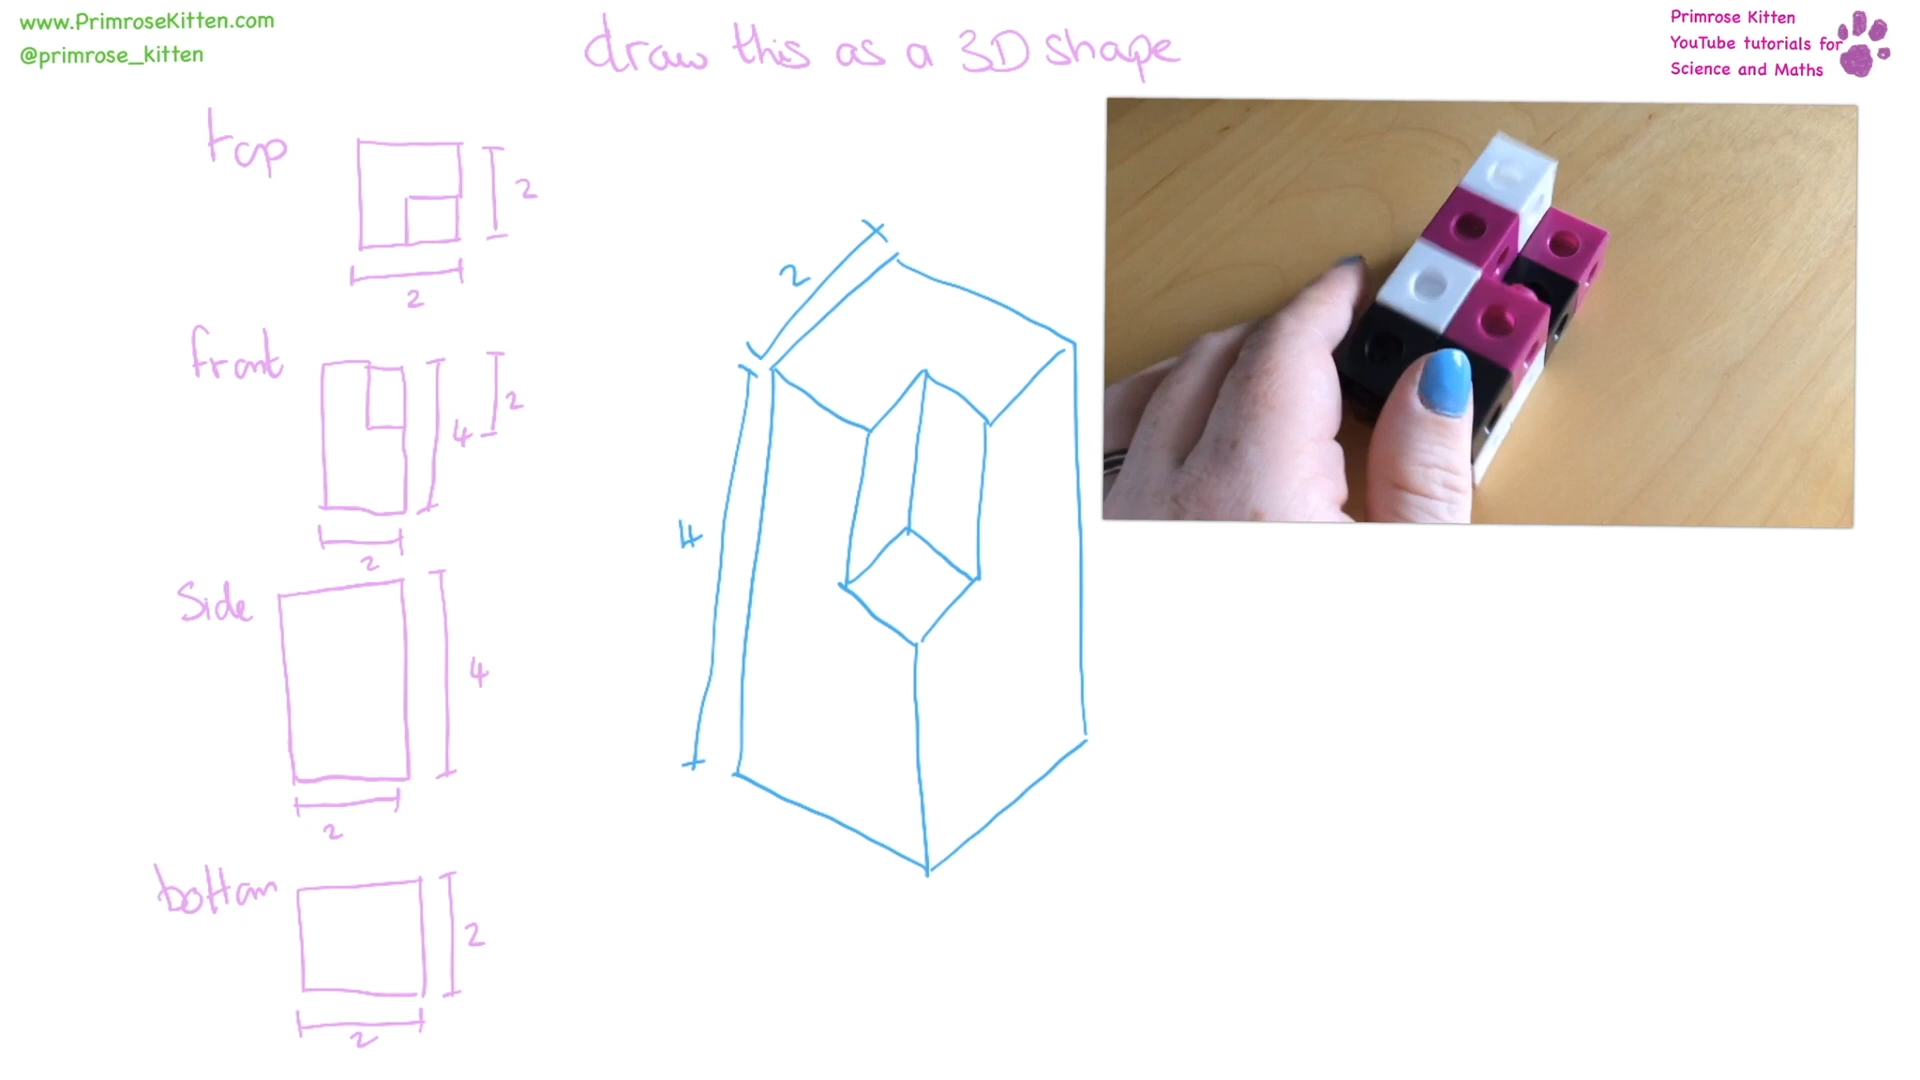 www.PrimroseKitten.com
@primrose_kitten
draw this as a 3D shape
Primrose Kitten
YouTube tutorials for
Science and Maths
top
2
2
front
4
2
2
Side
4
2
bottom
2
2
2
4